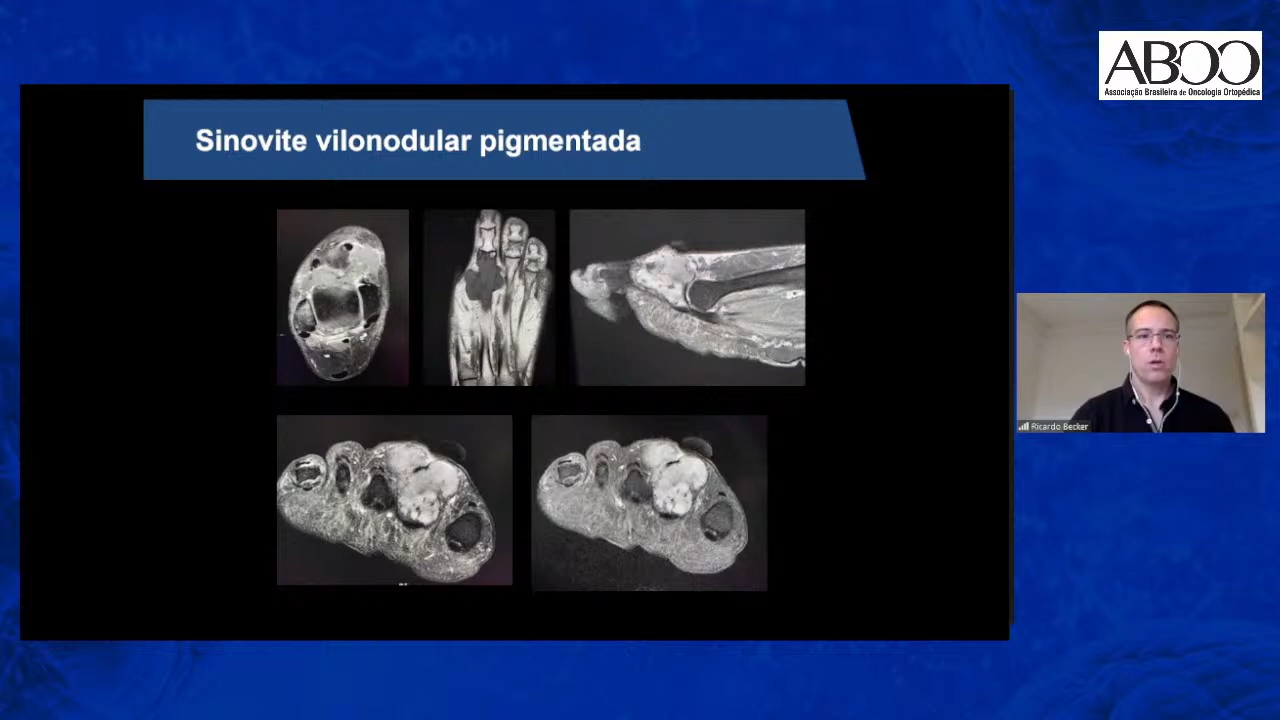 ABOO
Associação Brasileira de Oncologia Ortopédica
Sinovite vilonodular pigmentada
Ricardo Becker